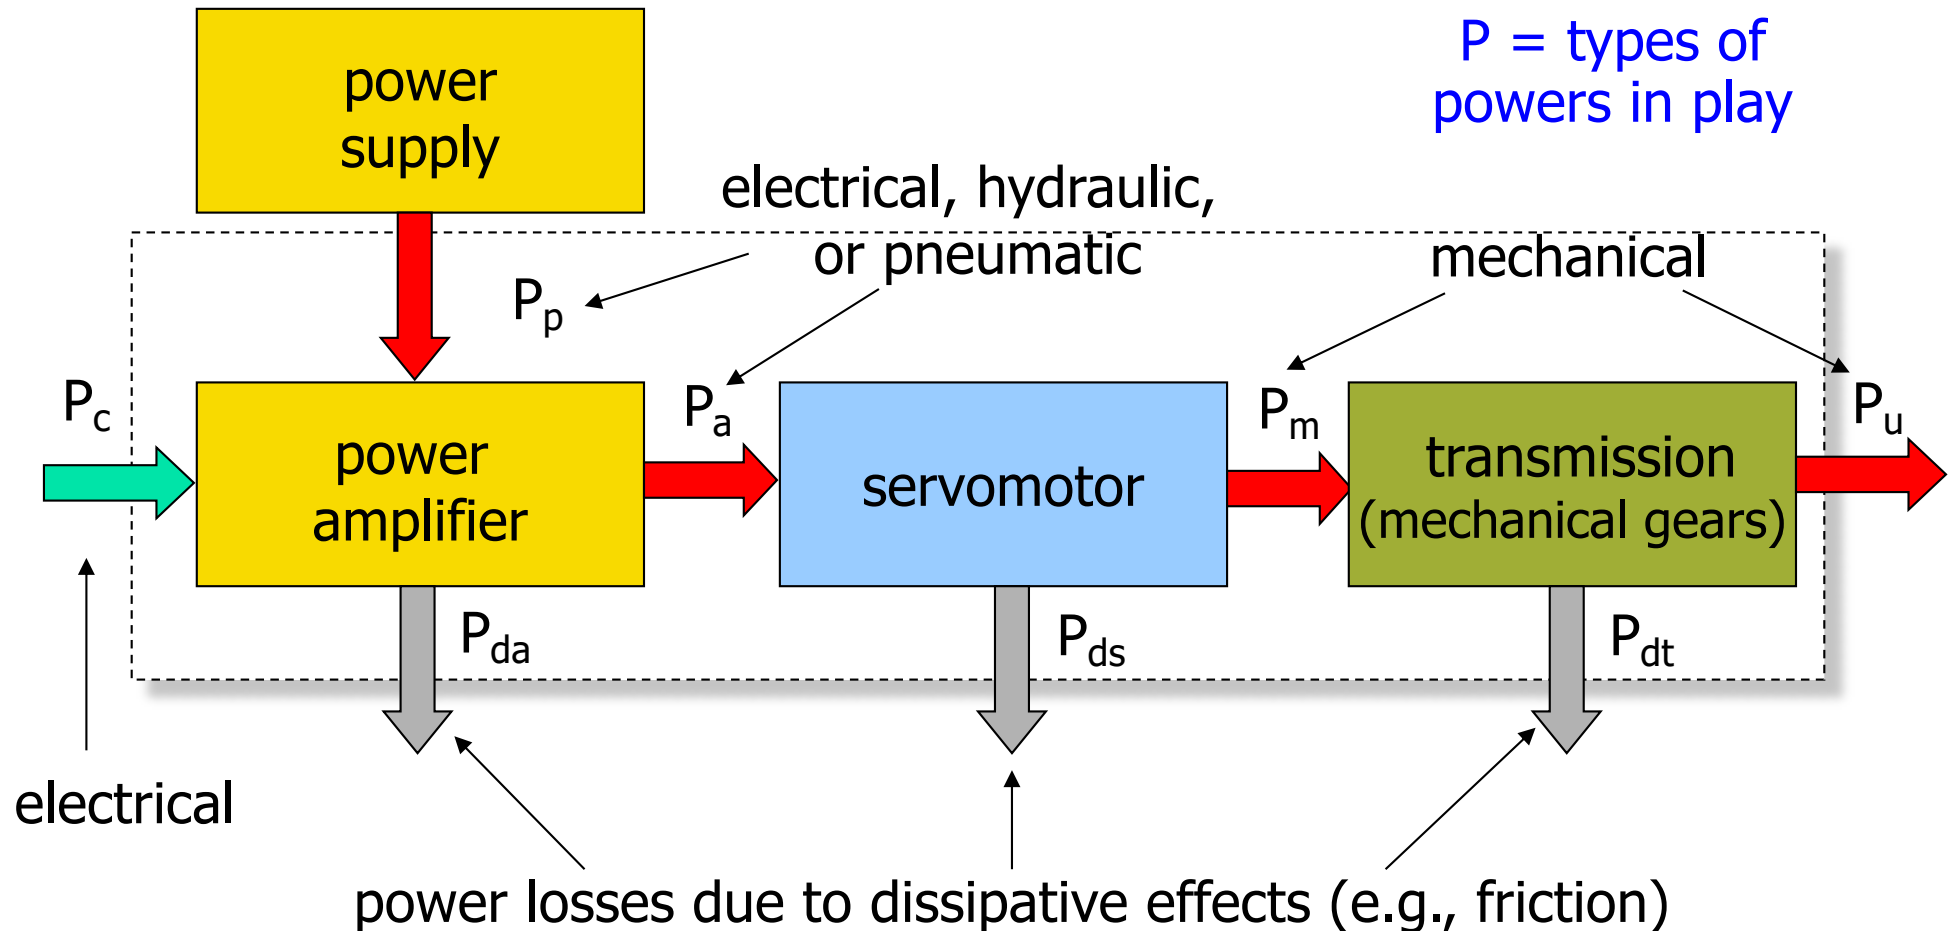 power
supply
P = types of
powers in play
electrical, hydraulic,
or pneumatic
mechanical
Pp
Pc
power
amplifier
Pa
servomotor
Pm
transmission
(mechanical gears)
Pu
Pda
Pds
Pdt
electrical
power losses due to dissipative effects (e.g., friction)